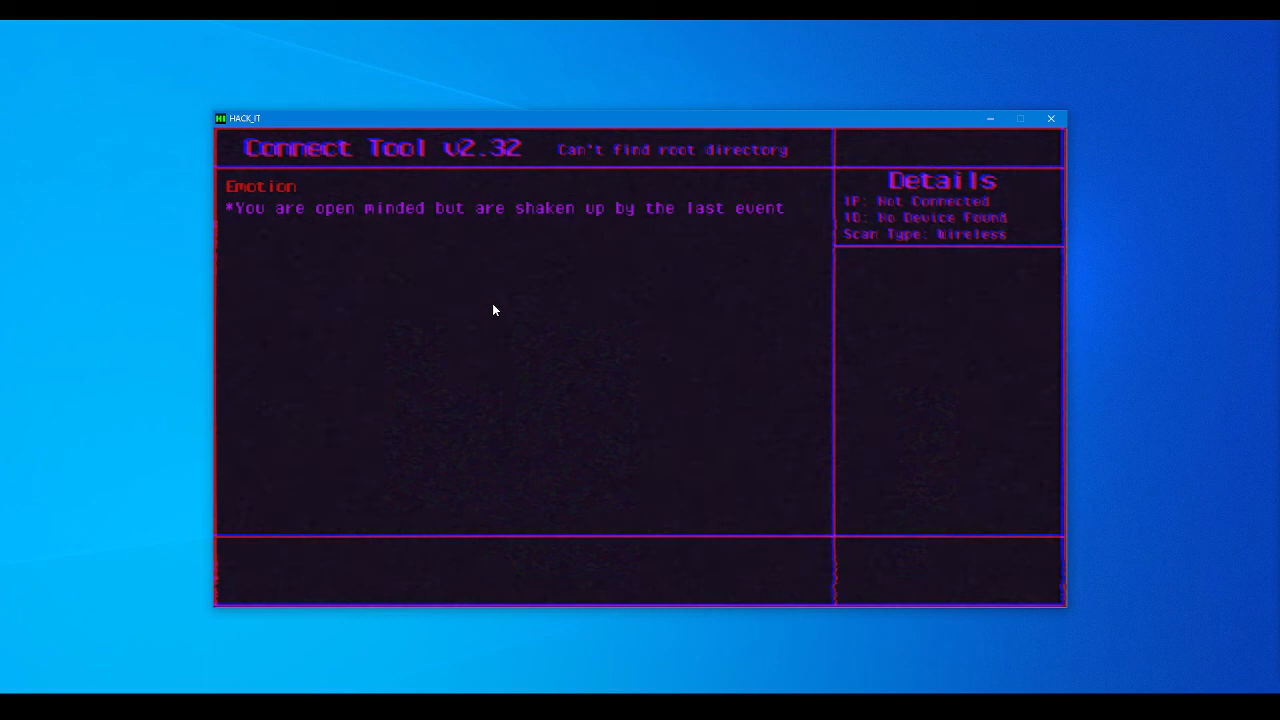 HI HACK_IT
Connect Tool v2.32 Can't find root directory
Emotion
*You are open minded but are shaken up by the last event
Details
IP: Not Connected
ID: No Device Found
Scan Type: Wireless